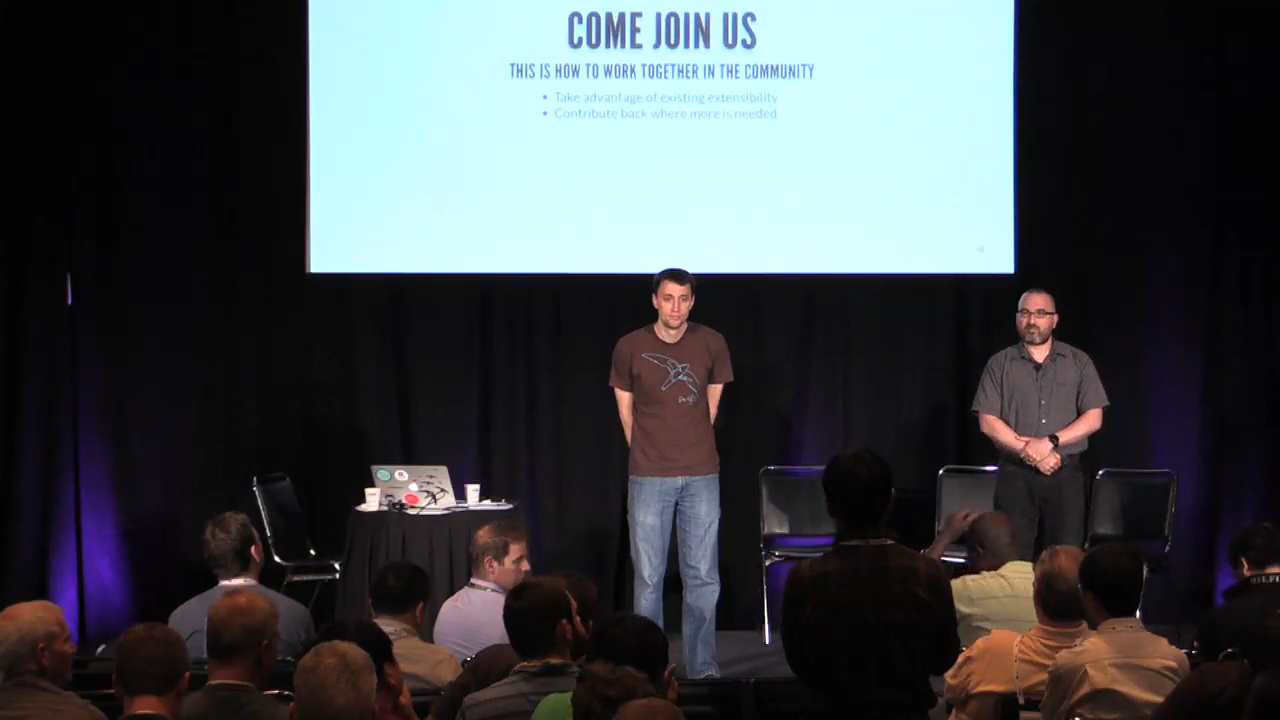 COME JOIN US
THIS IS HOW TO WORK TOGETHER IN THE COMMUNITY
• Take advantage of existing extensibility
• Contribute back where more is needed